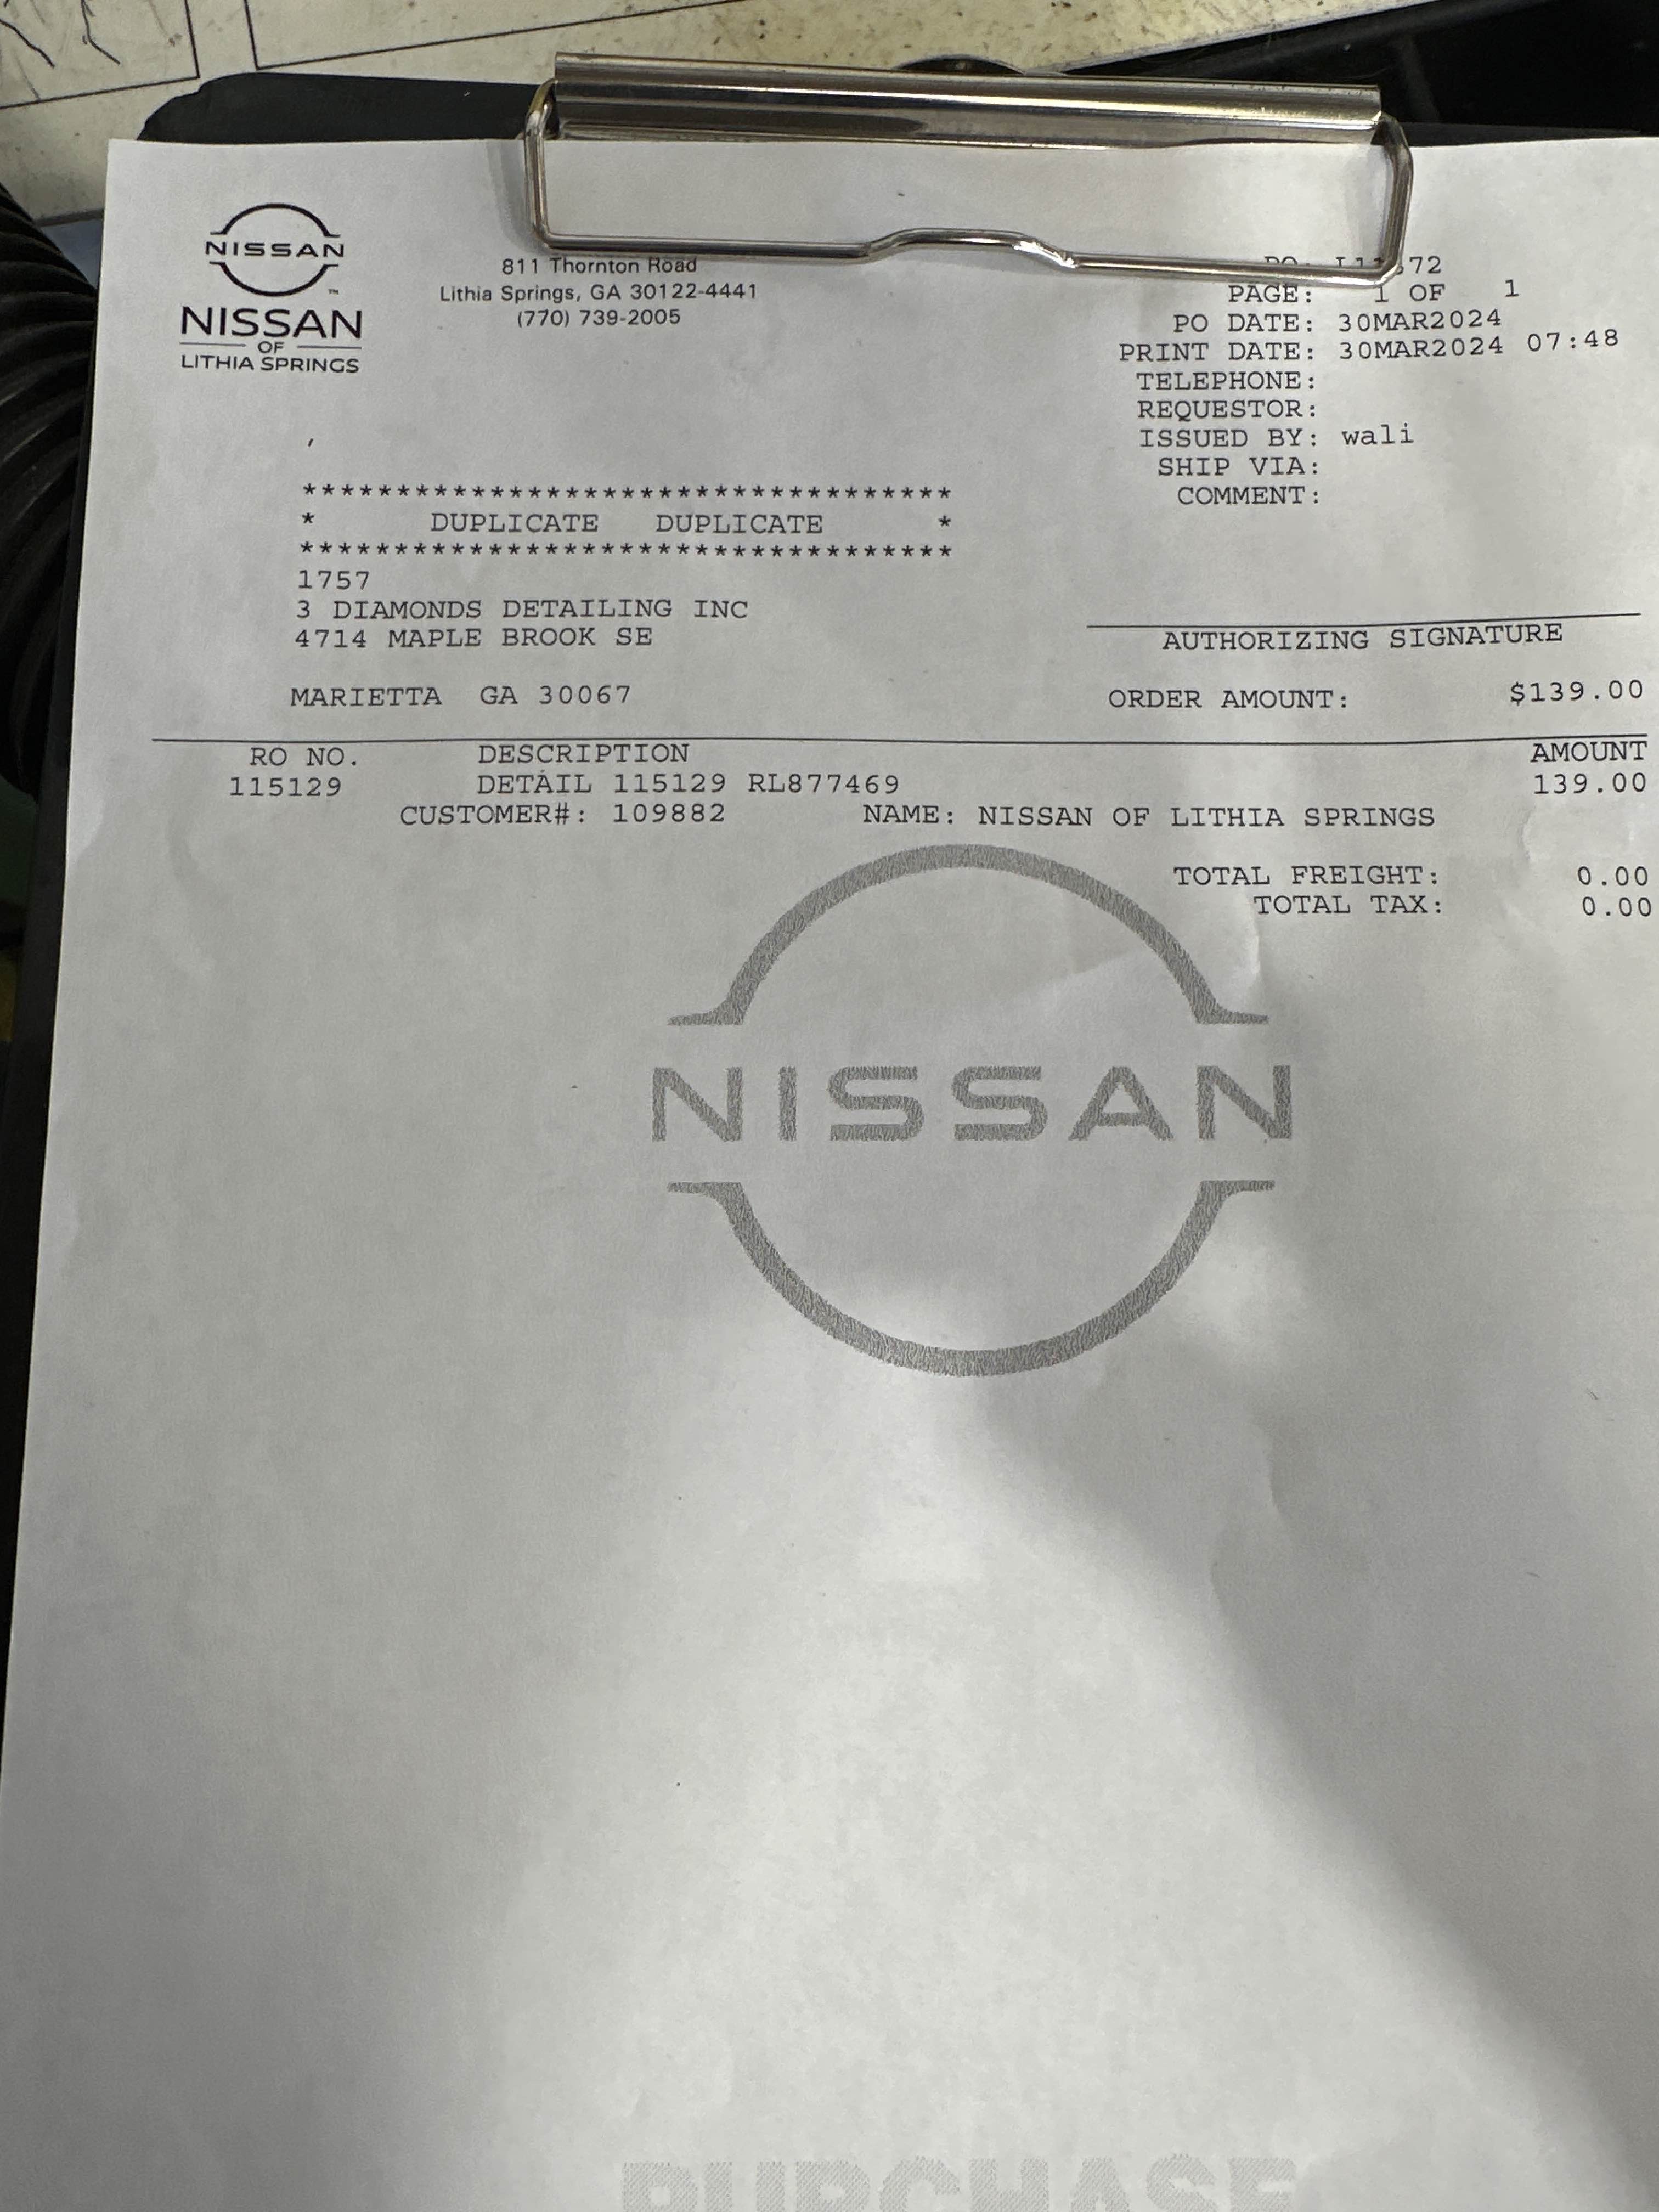 NISSAN
NISSAN
OF
LITHIA SPRINGS
811 Thornton Road
Lithia Springs, GA 30122-4441
(770) 739-2005
PO:
PAGE: 1 OF 1
PO DATE: 30MAR2024
PRINT DATE: 30MAR2024 07:48
TELEPHONE:
REQUESTOR:
ISSUED BY: wali
SHIP VIA:
COMMENT:
***********************************
* DUPLICATE DUPLICATE *
***********************************
1757
3 DIAMONDS DETAILING INC
4714 MAPLE BROOK SE
MARIETTA GA 30067
AUTHORIZING SIGNATURE
ORDER AMOUNT: $139.00
RO NO. DESCRIPTION AMOUNT
115129 DETAIL 115129 RL877469 139.00
CUSTOMER#: 109882 NAME: NISSAN OF LITHIA SPRINGS
TOTAL FREIGHT: 0.00
TOTAL TAX: 0.00
NISSAN
PURCHASE